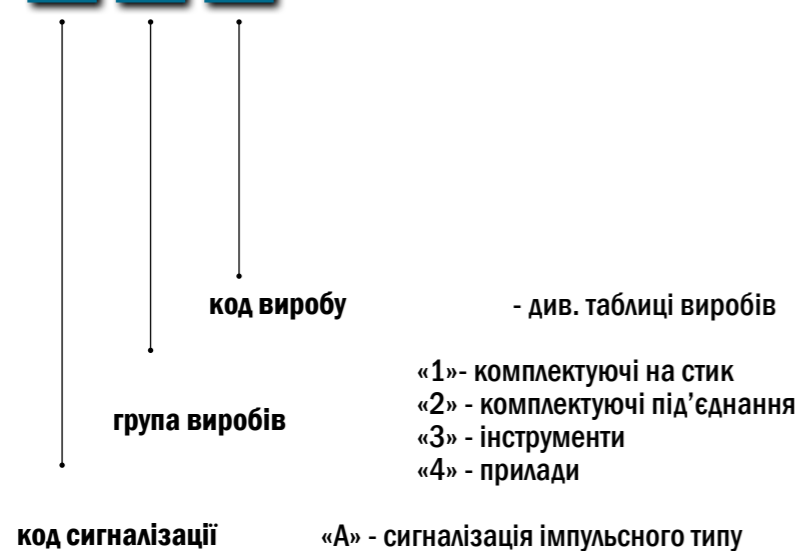 код виробу - див. таблиці виробів
«1»- комплектуючі на стик
«2» - комплектуючі під’єднання
група виробів
«3» - інструменти
«4» - прилади
код сигналізації «А» - сигналізація імпульсного типу